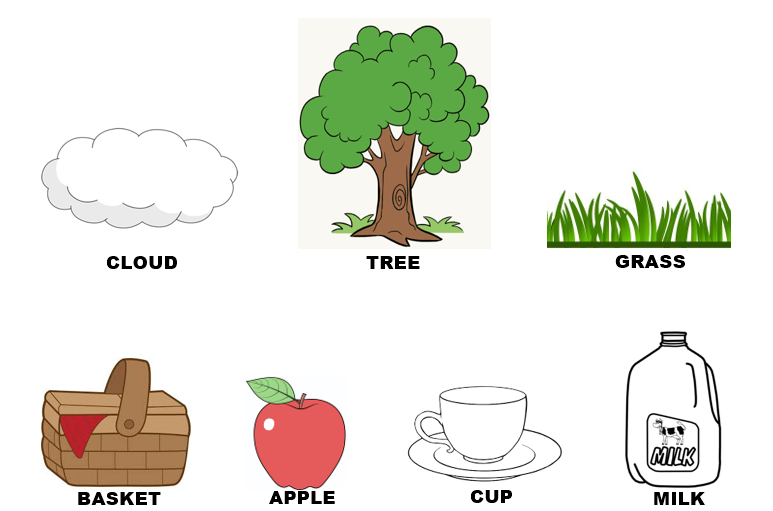 CLOUD
TREE
GRASS
MILK
BASKET
APPLE
CUP
MILK